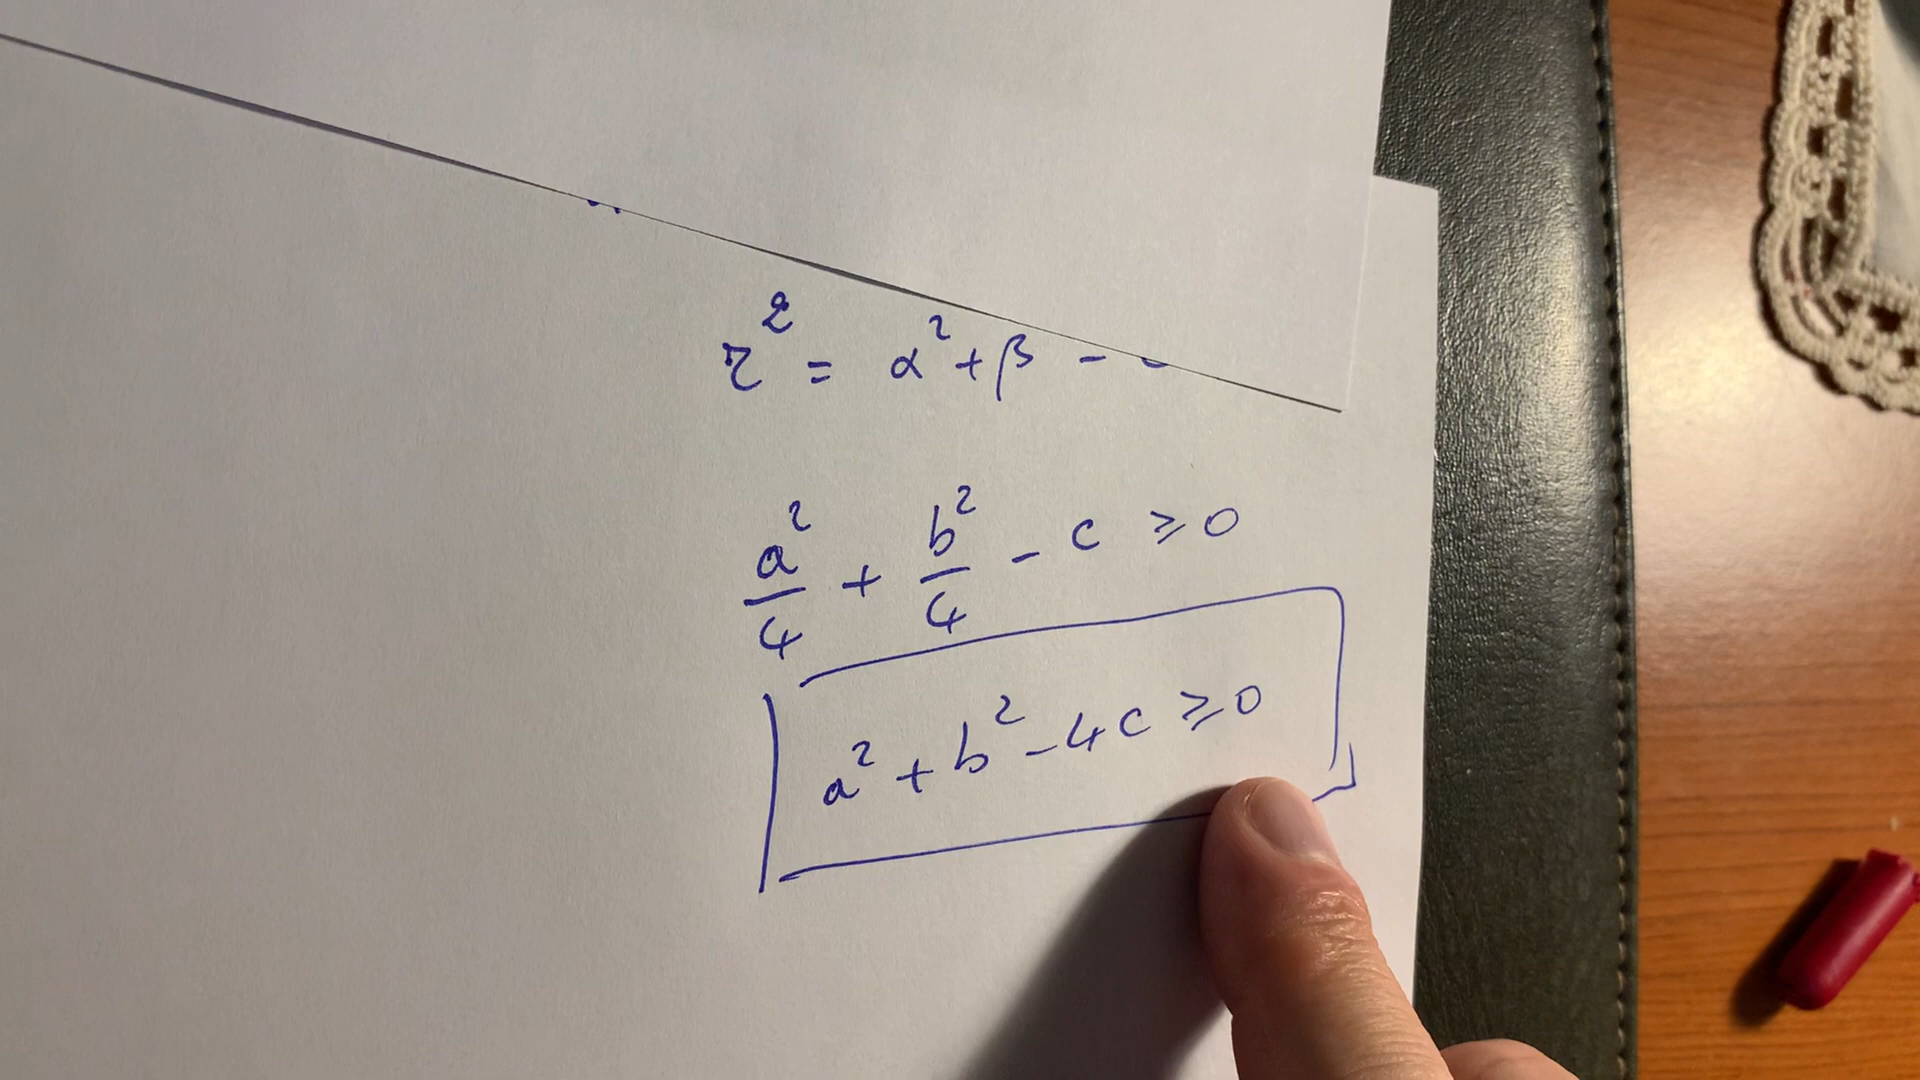 r² = α² + β -
a²/4 + b²/4 - c ⩾ 0
a² + b² - 4c ⩾ 0